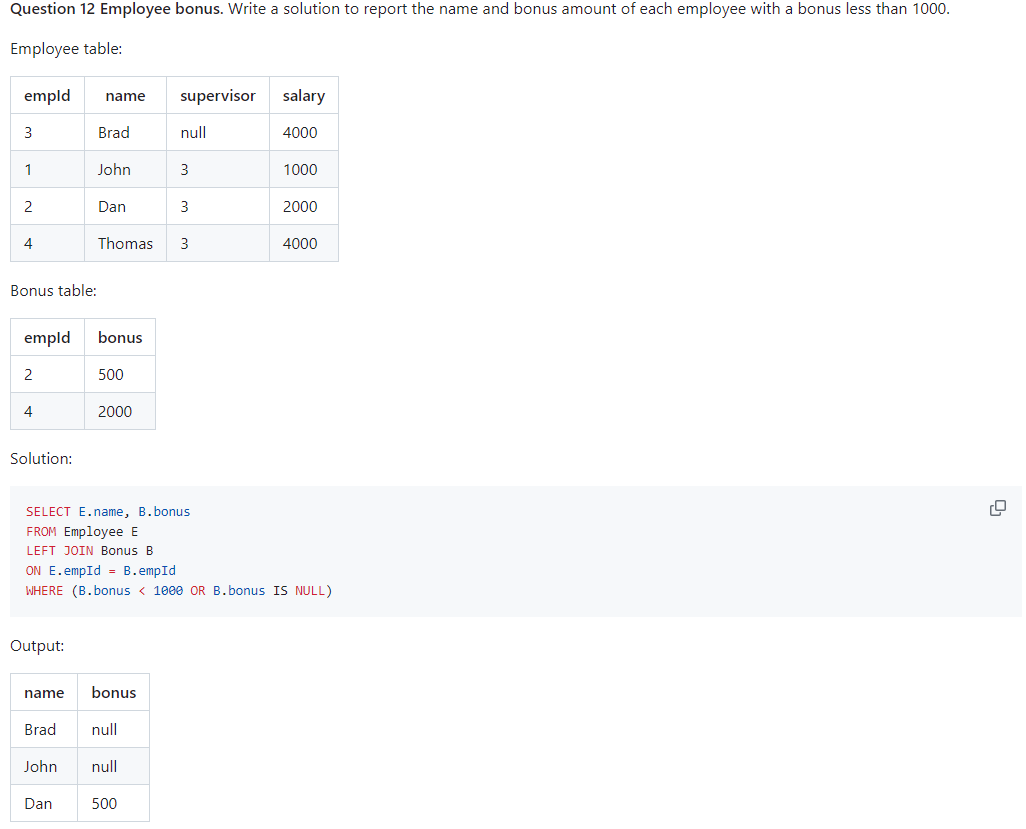 Question 12 Employee bonus. Write a solution to report the name and bonus amount of each employee with a bonus less than 1000.
Employee table:
empId name supervisor salary
3 Brad null 4000
1 John 3 1000
2 Dan 3 2000
4 Thomas 3 4000
Bonus table:
empId bonus
2 500
4 2000
Solution:
SELECT E.name, B.bonus
FROM Employee E
LEFT JOIN Bonus B
ON E.empId = B.empId
WHERE (B.bonus < 1000 OR B.bonus IS NULL)
Output:
name bonus
Brad null
John null
Dan 500